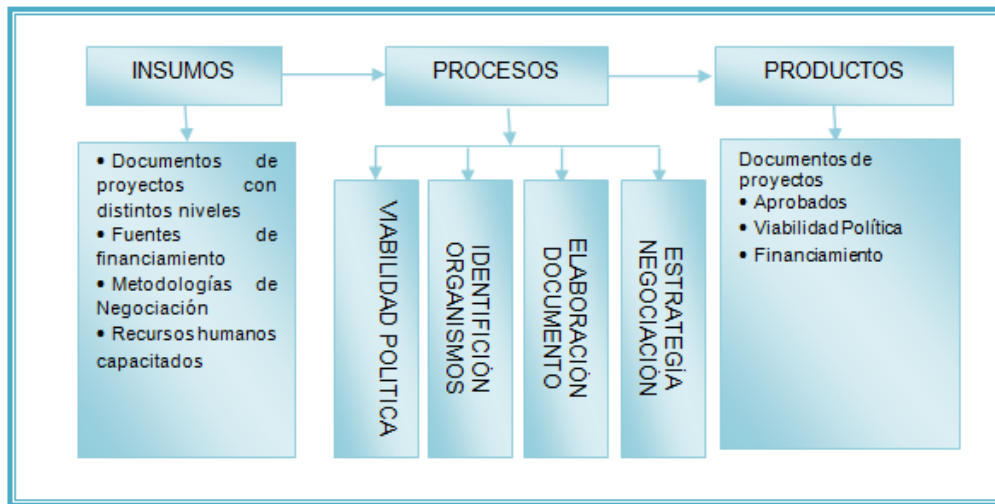 INSUMOS
PROCESOS
PRODUCTOS
• Documentos de
proyectos con
distintos niveles
• Fuentes de
financiamiento
• Metodologías de
Negociación
• Recursos humanos
capacitados
VIABILIDAD POLITICA
IDENTIFICIÓN
ORGANISMOS
ELABORACIÓN
DOCUMENTO
ESTRATEGÍA
NEGOCIACIÓN
Documentos de
proyectos
• Aprobados
• Viabilidad Política
• Financiamiento